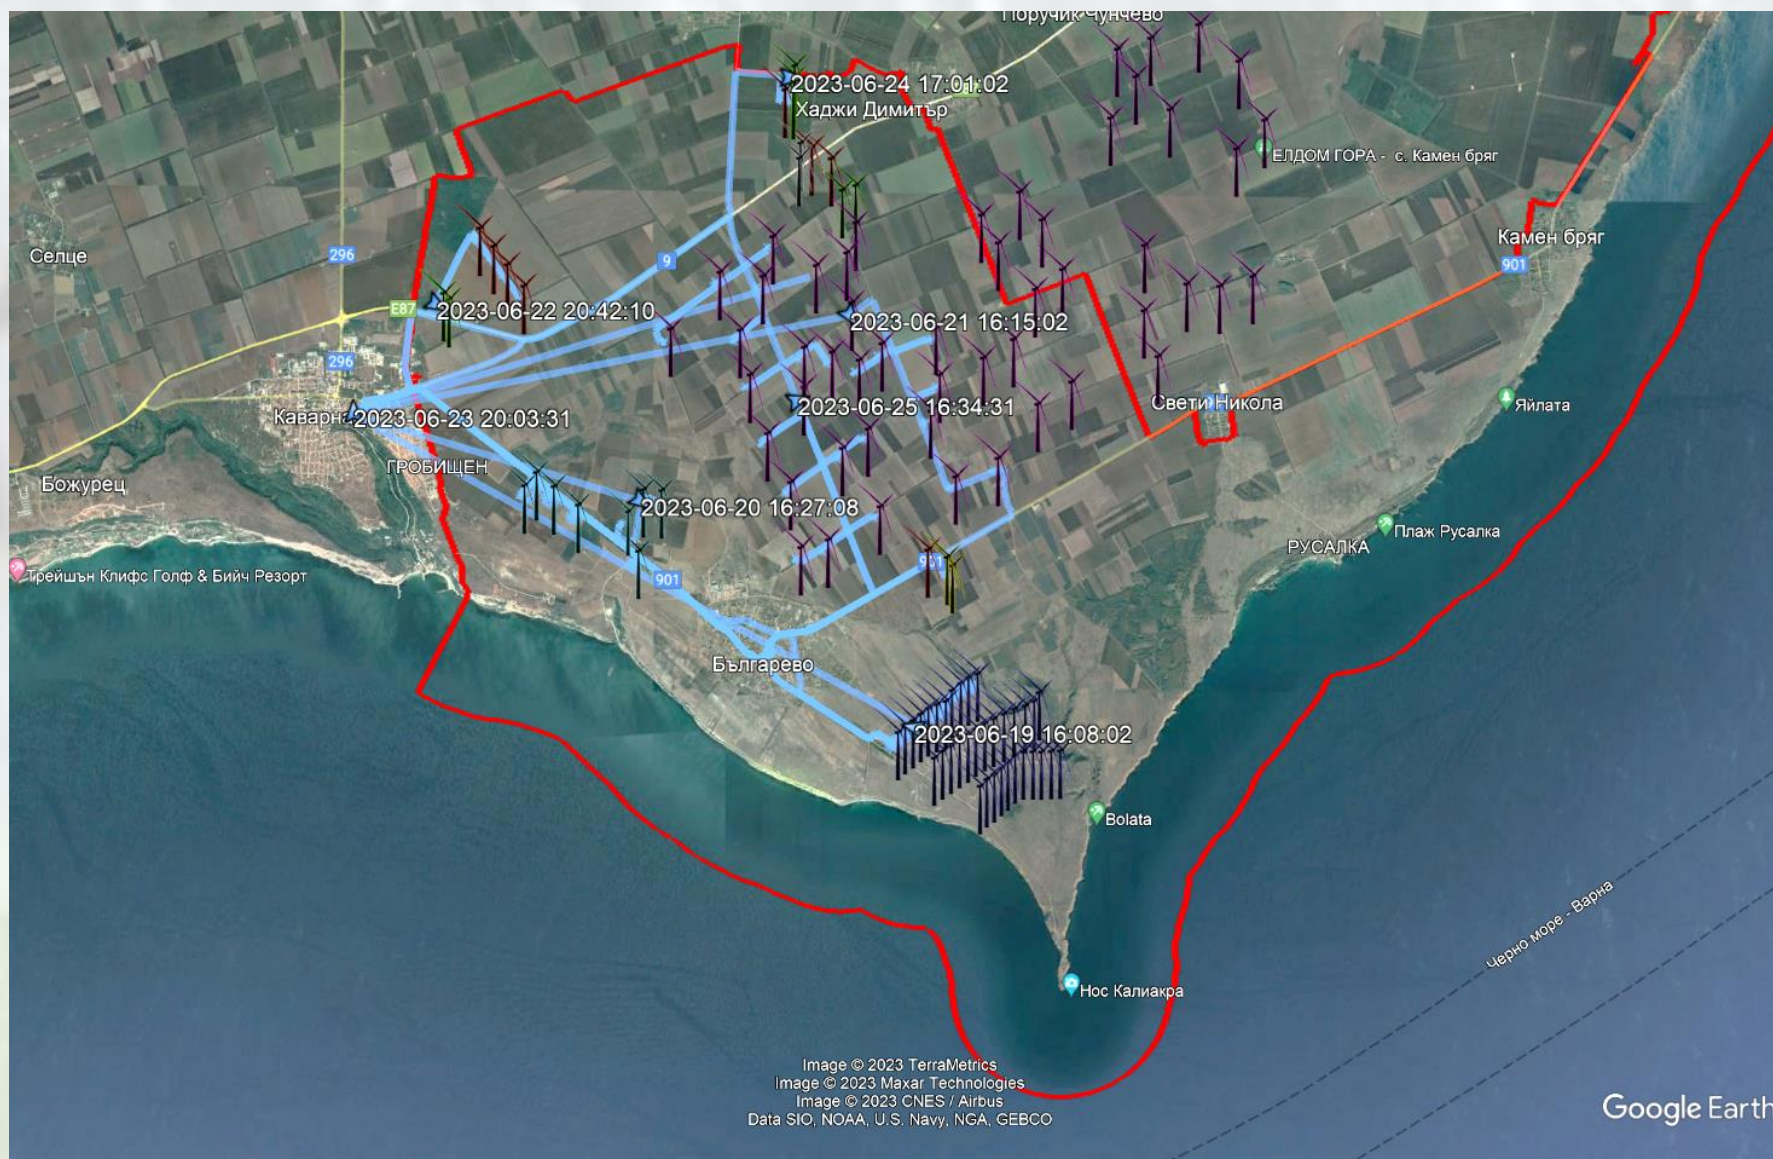 Поручик Чунчево
2023-06-24 17:01:02
Хаджи Димитър
ЕЛДОМ ГОРА - с. Камен бряг
Селце
296
9
Камен бряг
901
E87
2023-06-22 20:42:10
2023-06-21 16:15:02
296
Каварна
2023-06-23 20:03:31
2023-06-25 16:34:31
Свети Никола
Яйлата
ГРОБИЩЕН
Божурец
2023-06-20 16:27:08
Плаж Русалка
РУСАЛКА
901
901
Трейшън Клифс Голф & Бийч Резорт
Българево
2023-06-19 16:08:02
Bolata
Черно море - Варна
Нос Калиакра
Image © 2023 TerraMetrics
Image © 2023 Maxar Technologies
Image © 2023 CNES / Airbus
Data SIO, NOAA, U.S. Navy, NGA, GEBCO
Google Earth